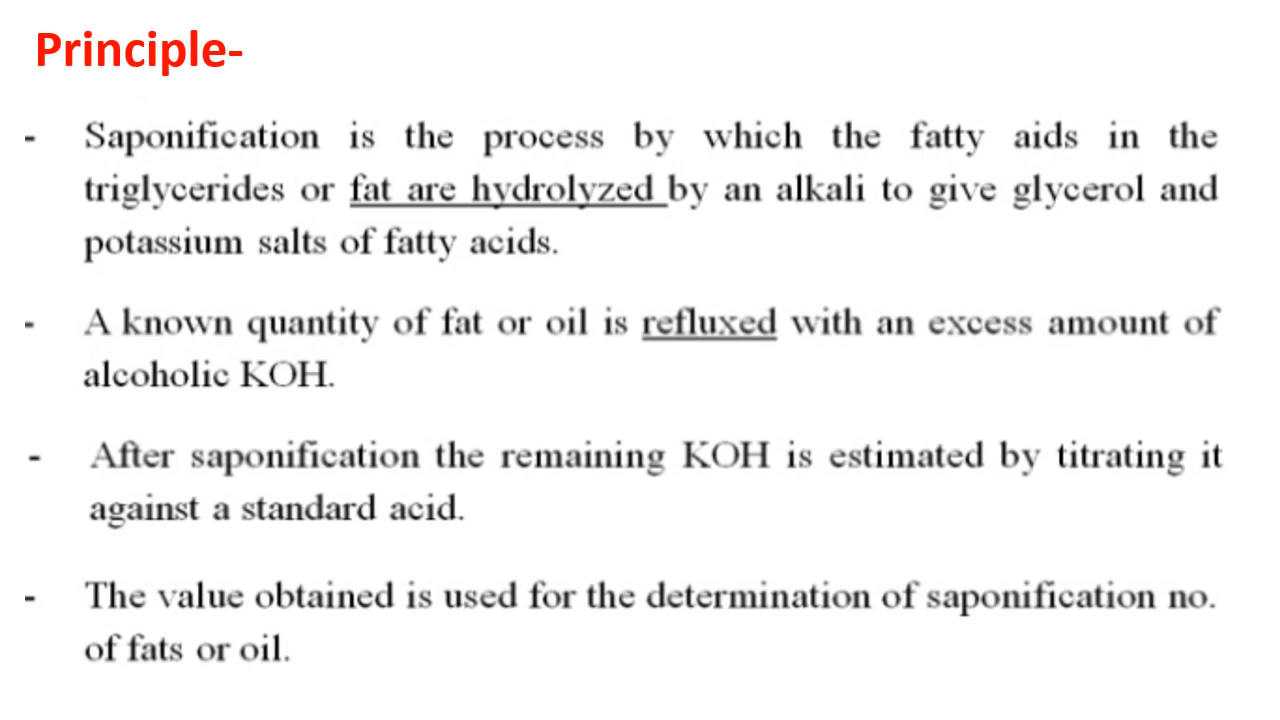 Principle-
- Saponification is the process by which the fatty aids in the
triglycerides or fat are hydrolyzed by an alkali to give glycerol and
potassium salts of fatty acids.
- A known quantity of fat or oil is refluxed with an excess amount of
alcoholic KOH.
- After saponification the remaining KOH is estimated by titrating it
against a standard acid.
- The value obtained is used for the determination of saponification no.
of fats or oil.